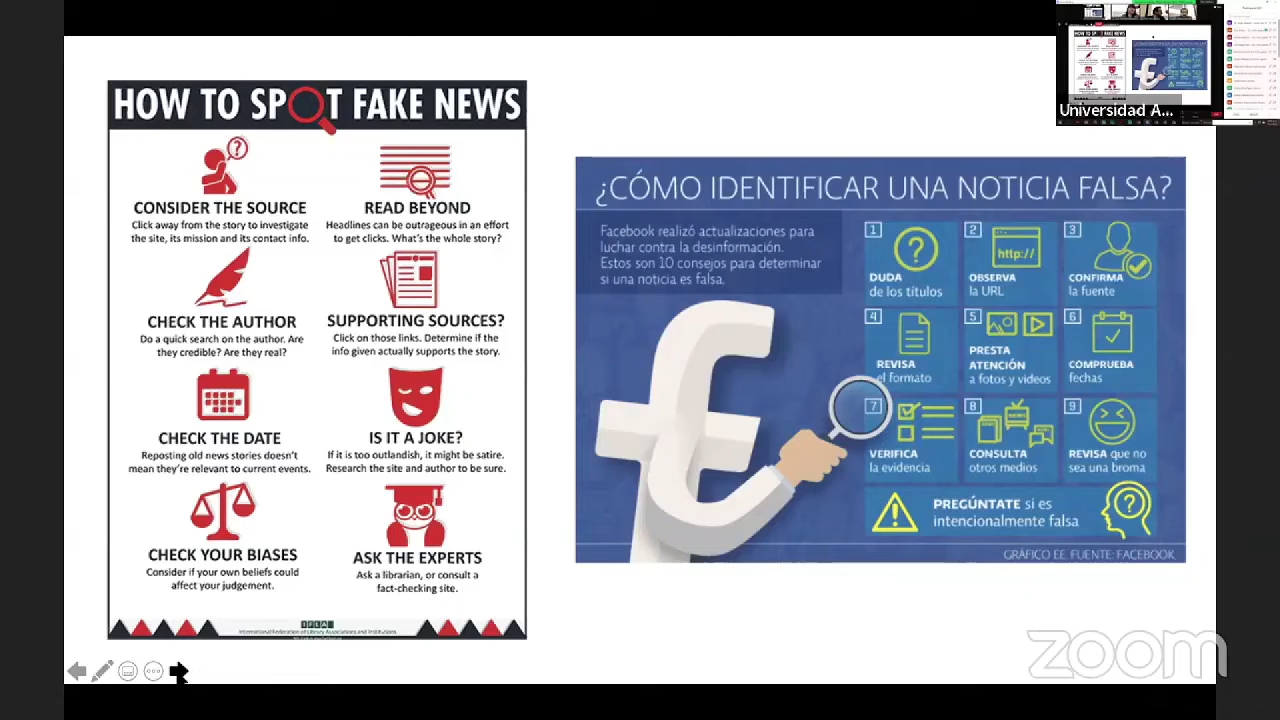 HOW TO SPOT FAKE NEWS
CONSIDER THE SOURCE
Click away from the story to investigate
the site, its mission and its contact info.
READ BEYOND
Headlines can be outrageous in an effort
to get clicks. What's the whole story?
CHECK THE AUTHOR
Do a quick search on the author. Are
they credible? Are they real?
SUPPORTING SOURCES?
Click on those links. Determine if the
info given actually supports the story.
CHECK THE DATE
Reposting old news stories doesn't
mean they're relevant to current events.
IS IT A JOKE?
If it is too outlandish, it might be satire.
Research the site and author to be sure.
CHECK YOUR BIASES
Consider if your own beliefs could
affect your judgement.
ASK THE EXPERTS
Ask a librarian, or consult a
fact-checking site.
IFLA
International Federation of Library Associations and Institutions
¿CÓMO IDENTIFICAR UNA NOTICIA FALSA?
Facebook realizó actualizaciones para
luchar contra la desinformación.
Estos son 10 consejos para determinar
si una noticia es falsa.
1
DUDA
de los títulos
2
http://
OBSERVA
la URL
3
CONFIRMA
la fuente
4
REVISA
el formato
5
PRESTA
ATENCIÓN
a fotos y videos
6
COMPRUEBA
fechas
7
VERIFICA
la evidencia
8
CONSULTA
otros medios
9
REVISA que no
sea una broma
PREGÚNTATE si es
intencionalmente falsa
GRÁFICO EE. FUENTE: FACEBOOK
Universidad A...
zoom